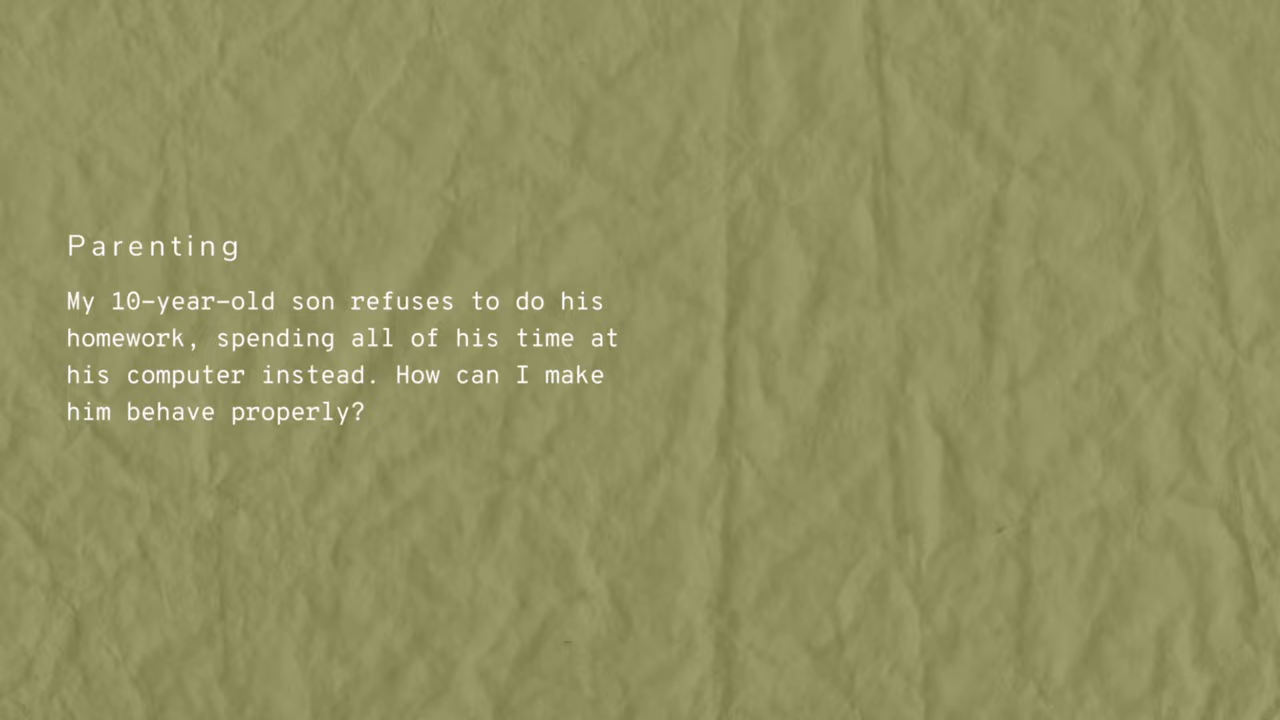 Parenting
My 10-year-old son refuses to do his
homework, spending all of his time at
his computer instead. How can I make
him behave properly?